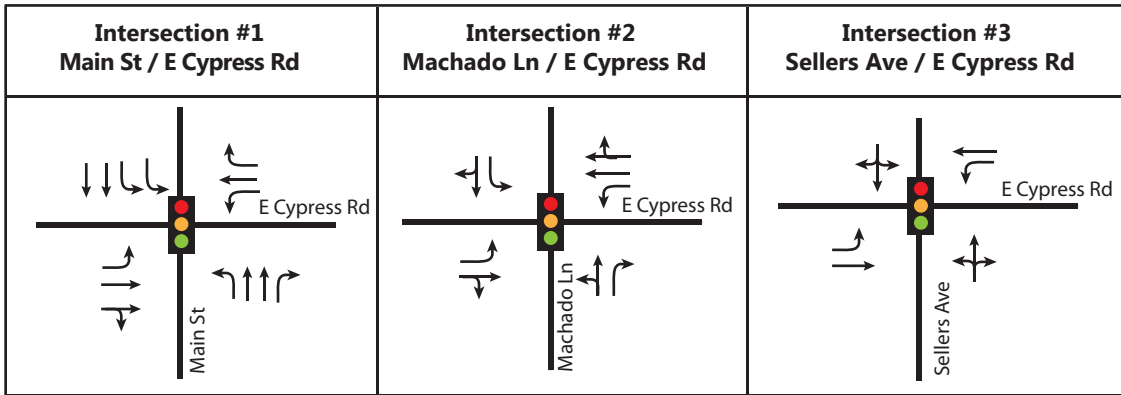 Intersection #1
Main St / E Cypress Rd
Intersection #2
Machado Ln / E Cypress Rd
Intersection #3
Sellers Ave / E Cypress Rd
E Cypress Rd
Main St
E Cypress Rd
Machado Ln
E Cypress Rd
Sellers Ave